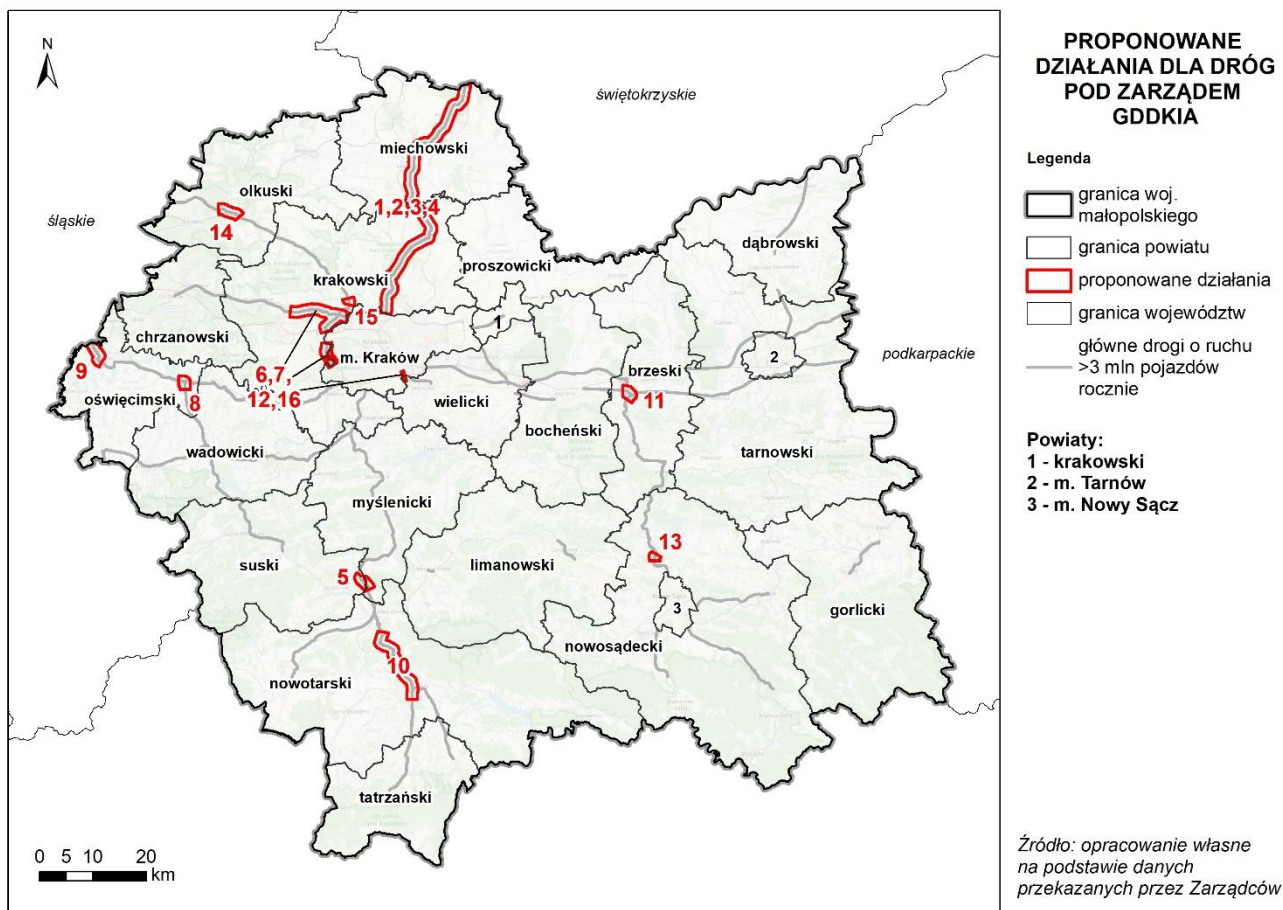 N
świętokrzyskie
miechowski
olkuski
śląskie
1,2,3,4
14
dąbrowski
proszowicki
krakowski
15
1
chrzanowski
m. Kraków
2
podkarpackie
9
6,7,
12,16
brzeski
8
oświęcimski
wielicki
11
bocheński
wadowicki
tarnowski
myślenicki
13
suski
5
limanowski
3
gorlicki
nowosądecki
10
nowotarski
tatrzański
0 5 10 20
km
PROPONOWANE
DZIAŁANIA DLA DRÓG
POD ZARZĄDEM
GDDKIA
Legenda
granica woj.
małopolskiego
granica powiatu
proponowane działania
granica województw
główne drogi o ruchu
>3 mln pojazdów
rocznie
Powiaty:
1 - krakowski
2 - m. Tarnów
3 - m. Nowy Sącz
Źródło: opracowanie własne
na podstawie danych
przekazanych przez Zarządców